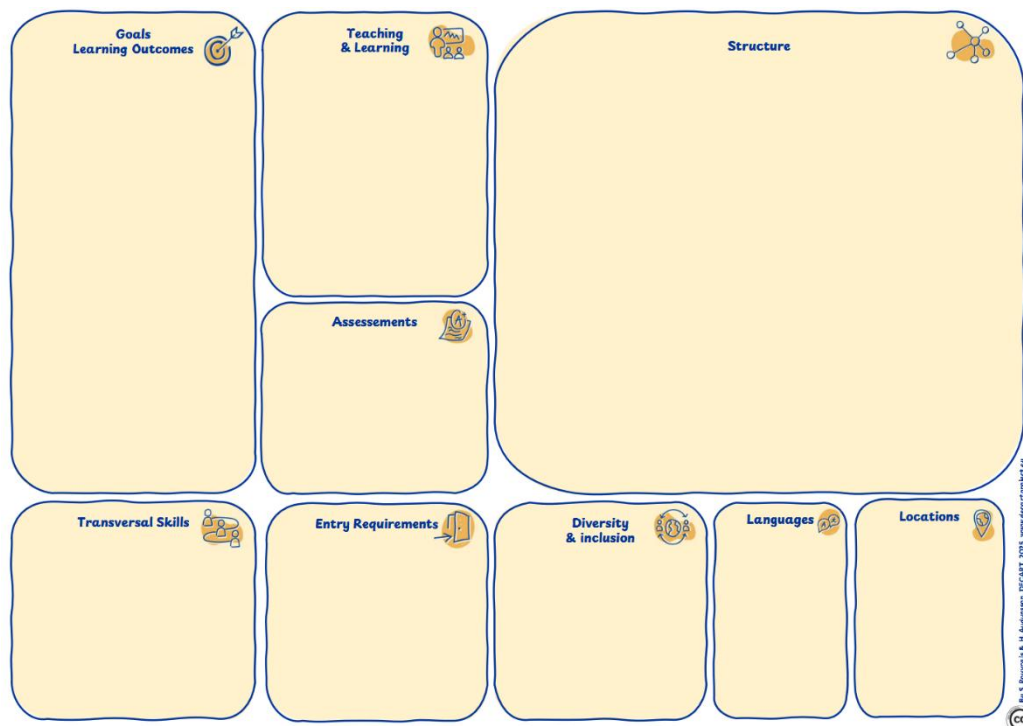 Goals
Learning Outcomes
Teaching
& Learning
Structure
Assessements
Transversal Skills
Entry Requirements
Diversity
& inclusion
Languages
Locations